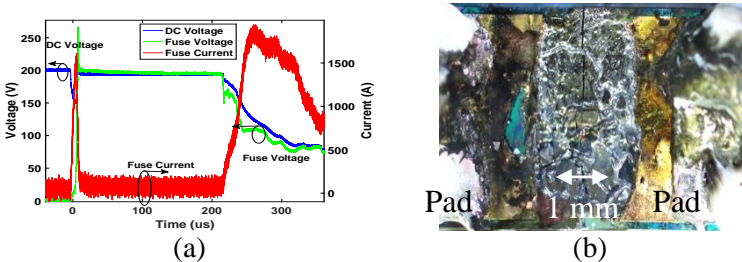 DC Voltage
Fuse Voltage
Fuse Current
DC Voltage
Fuse Current
Fuse Voltage
250
200
150
100
50
0
Voltage (V)
1500
1000
500
0
Current (A)
0
100
200
300
Time (us)
(a)
Pad
1 mm
Pad
(b)